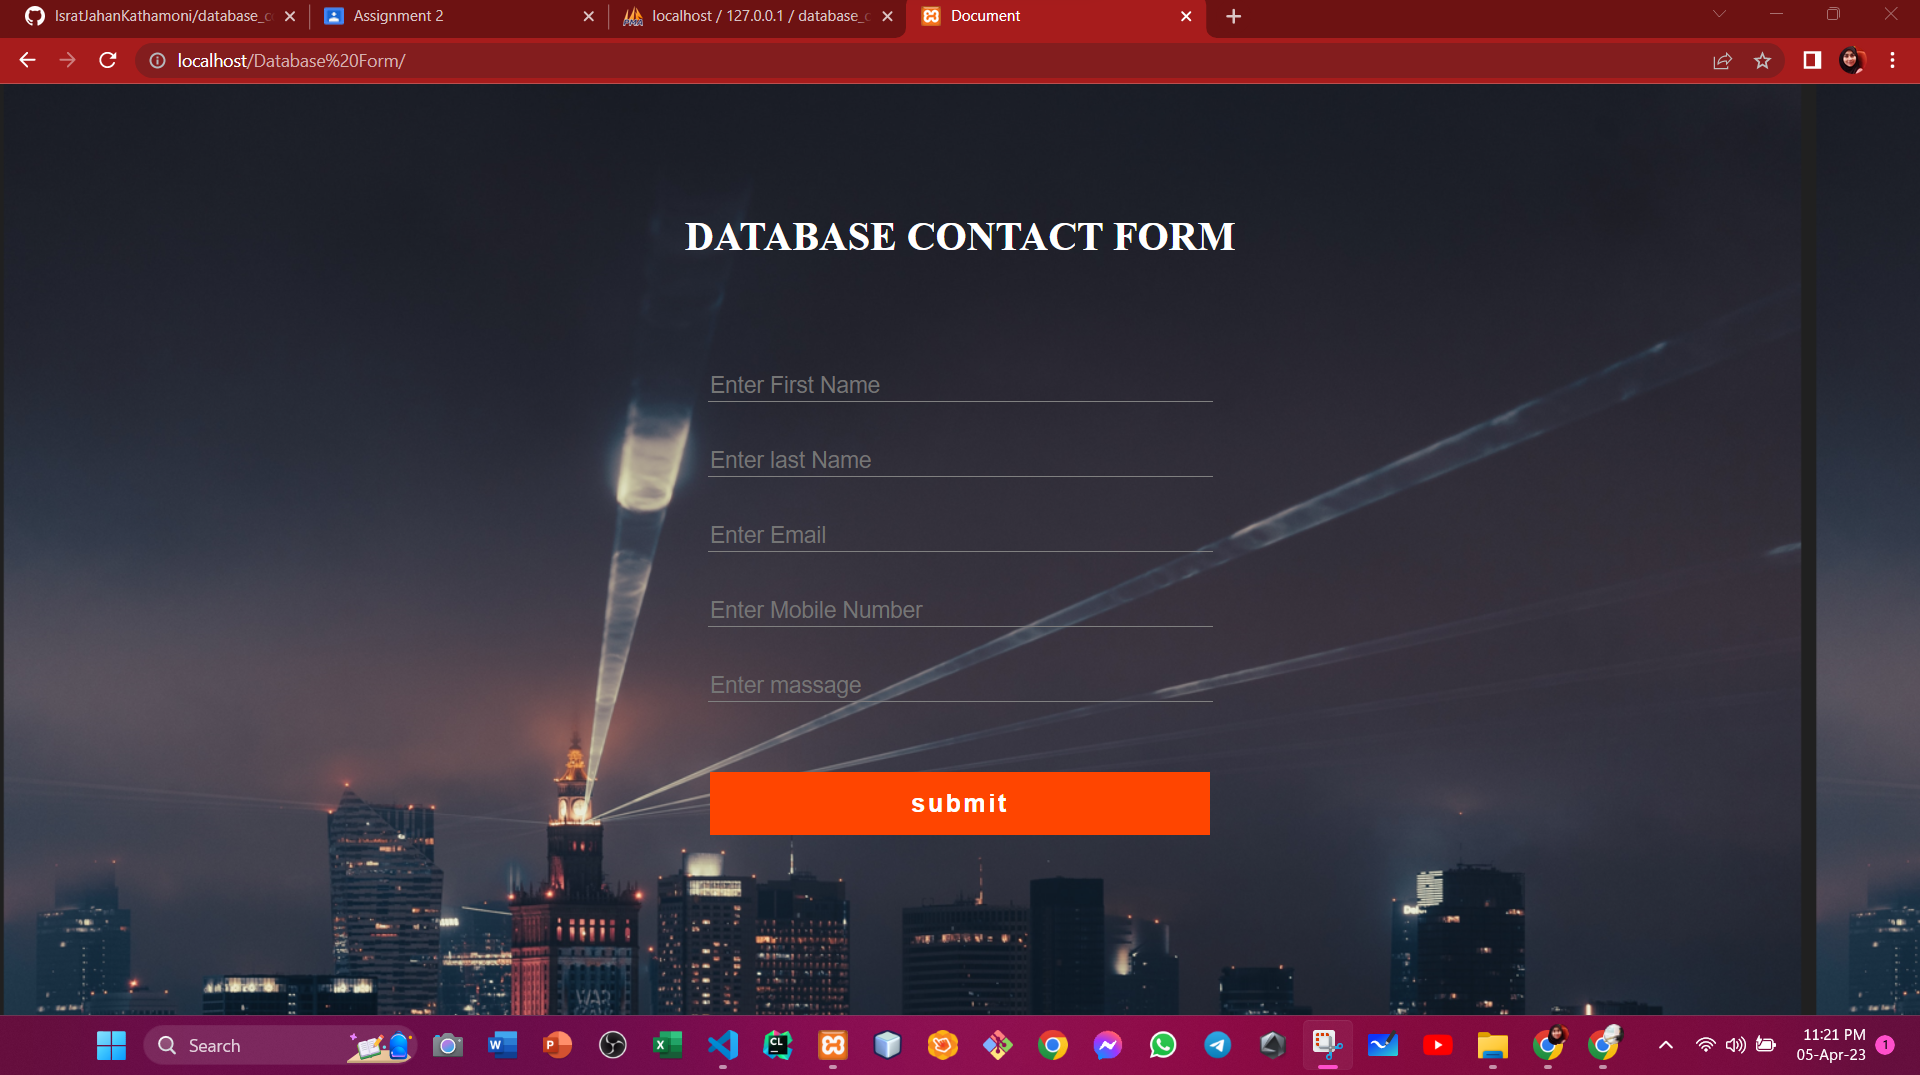 IsratJahanKathamoni/database_c
Assignment 2
localhost / 127.0.0.1 / database_c
Document
localhost/Database%20Form/
DATABASE CONTACT FORM
Enter First Name
Enter last Name
Enter Email
Enter Mobile Number
Enter massage
submit
Search
11:21 PM
05-Apr-23
1